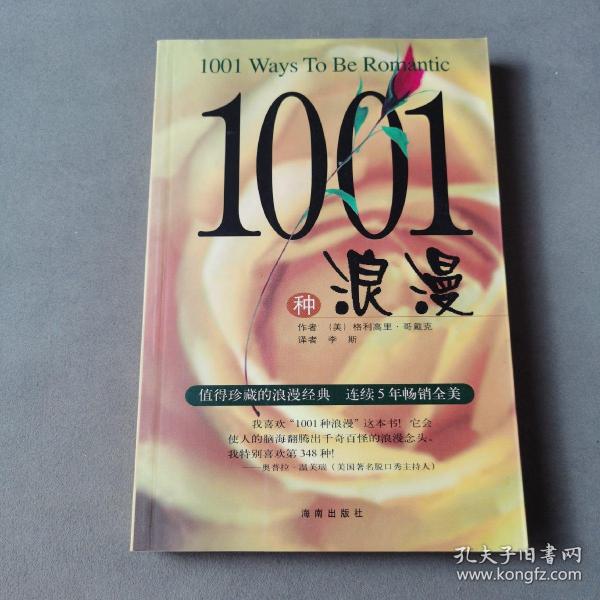 1001 Ways To Be Romantic
1001
种 浪漫
作者 （美）格利高里·哥戴克
译者 李 斯
值得珍藏的浪漫经典 连续5年畅销全美
我喜欢“1001种浪漫”这本书！它会
使人的脑海翻腾出千奇百怪的浪漫念头。
我特别喜欢第348种！
——奥普拉·温芙瑞（美国著名脱口秀主持人）
海南出版社
孔夫子旧书网
www.kongfz.com